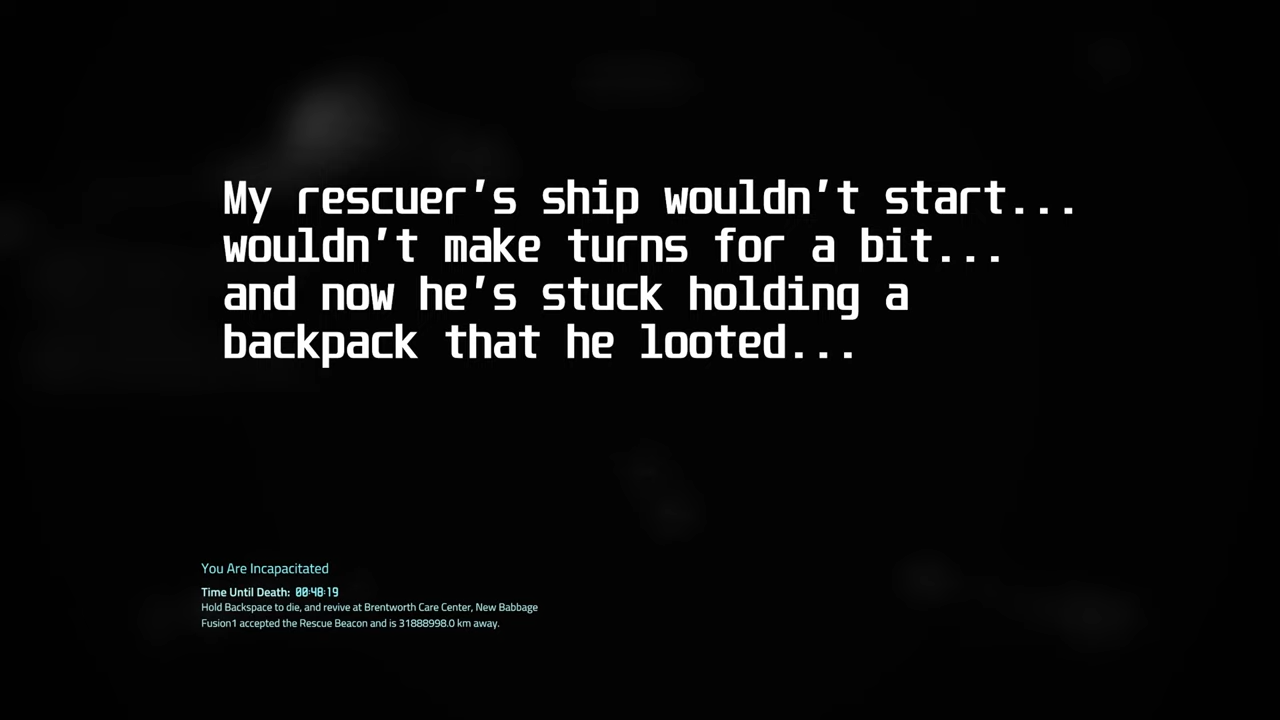 My rescuer's ship wouldn't start...
wouldn't make turns for a bit...
and now he's stuck holding a
backpack that he looted...
You Are Incapacitated
Time Until Death: 00:48:19
Hold Backspace to die, and revive at Brentworth Care Center, New Babbage
Fusion1 accepted the Rescue Beacon and is 31888998.0 km away.